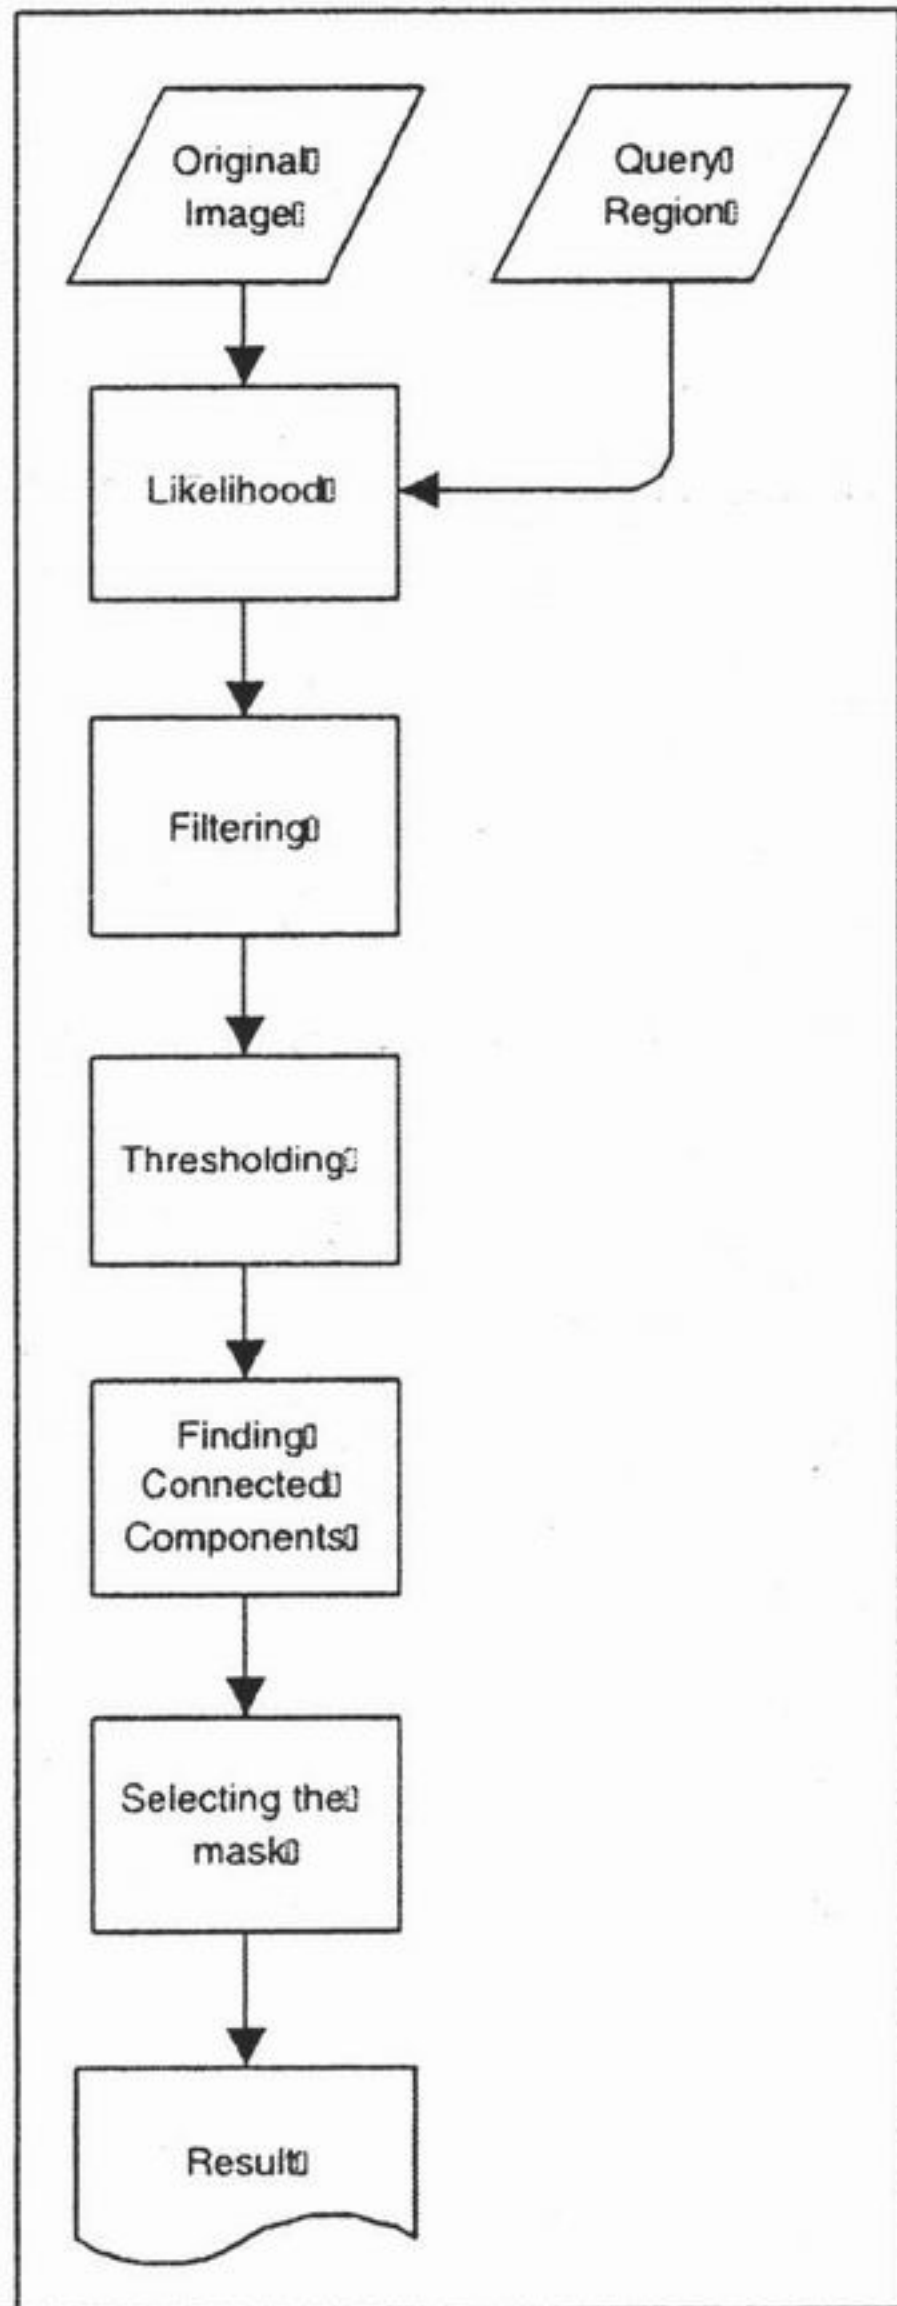 Original
Image
Query
Region
Likelihood
Filtering
Thresholding
Finding
Connected
Components
Selecting the
mask
Result